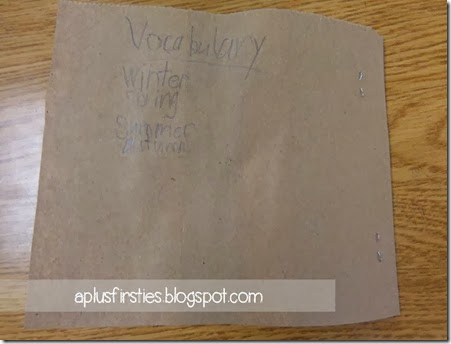 Vocabulary
Winter
Spring
Summer
Autumn
aplusfirsties.blogspot.com